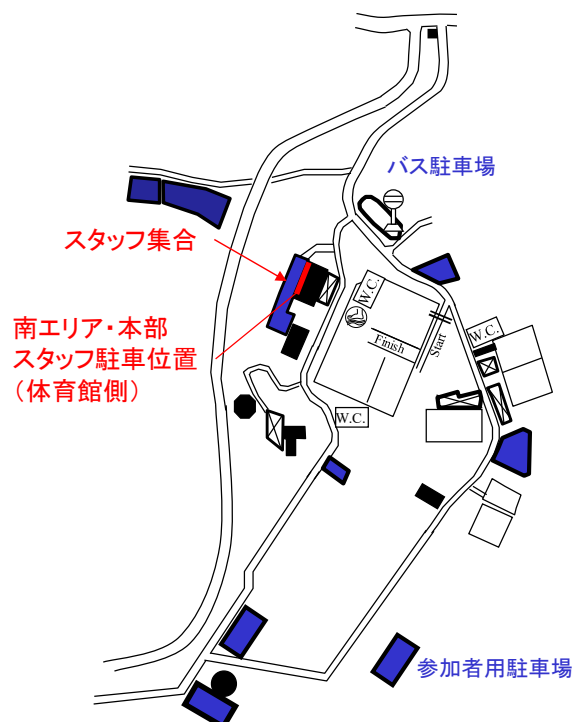 バス駐車場
スタッフ集合
W.C.
南エリア・本部
スタッフ駐車位置
(体育館側)
Finish
Start
W.C.
W.C.
参加者用駐車場